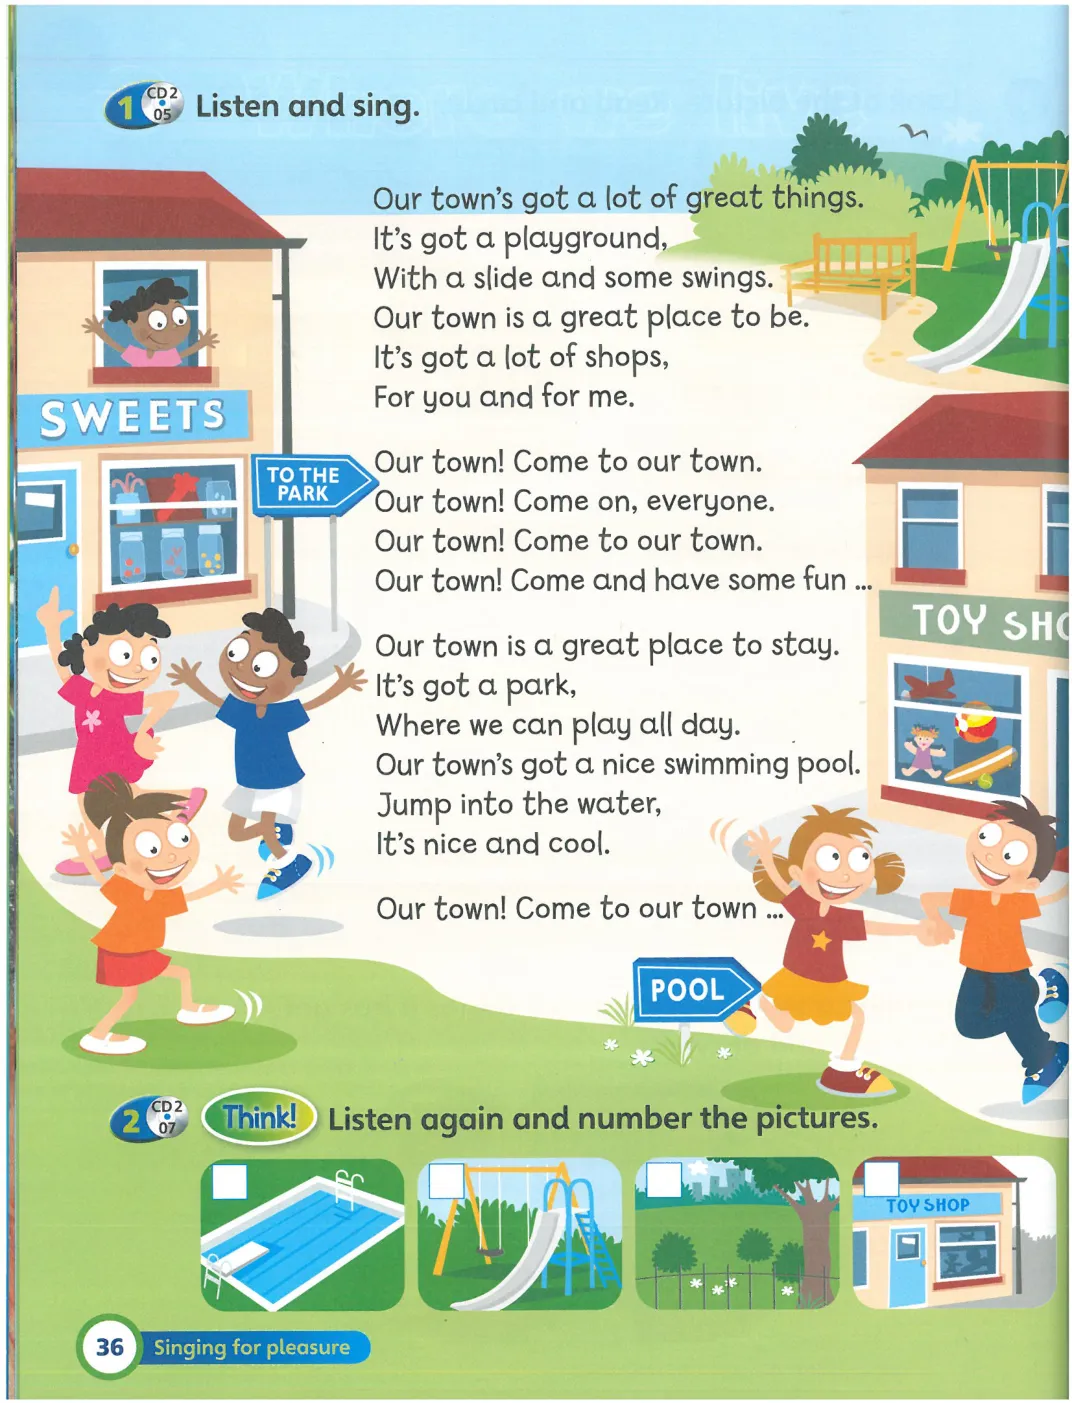 1 CD2 05 Listen and sing.
Our town's got a lot of great things.
It's got a playground,
With a slide and some swings.
Our town is a great place to be.
It's got a lot of shops,
For you and for me.
SWEETS
TO THE
PARK
Our town! Come to our town.
Our town! Come on, everyone.
Our town! Come to our town.
Our town! Come and have some fun ...
TOY SHO
Our town is a great place to stay.
It's got a park,
Where we can play all day.
Our town's got a nice swimming pool.
Jump into the water,
It's nice and cool.
Our town! Come to our town ...
POOL
2 CD2 07 Think! Listen again and number the pictures.
TOY SHOP
36 Singing for pleasure